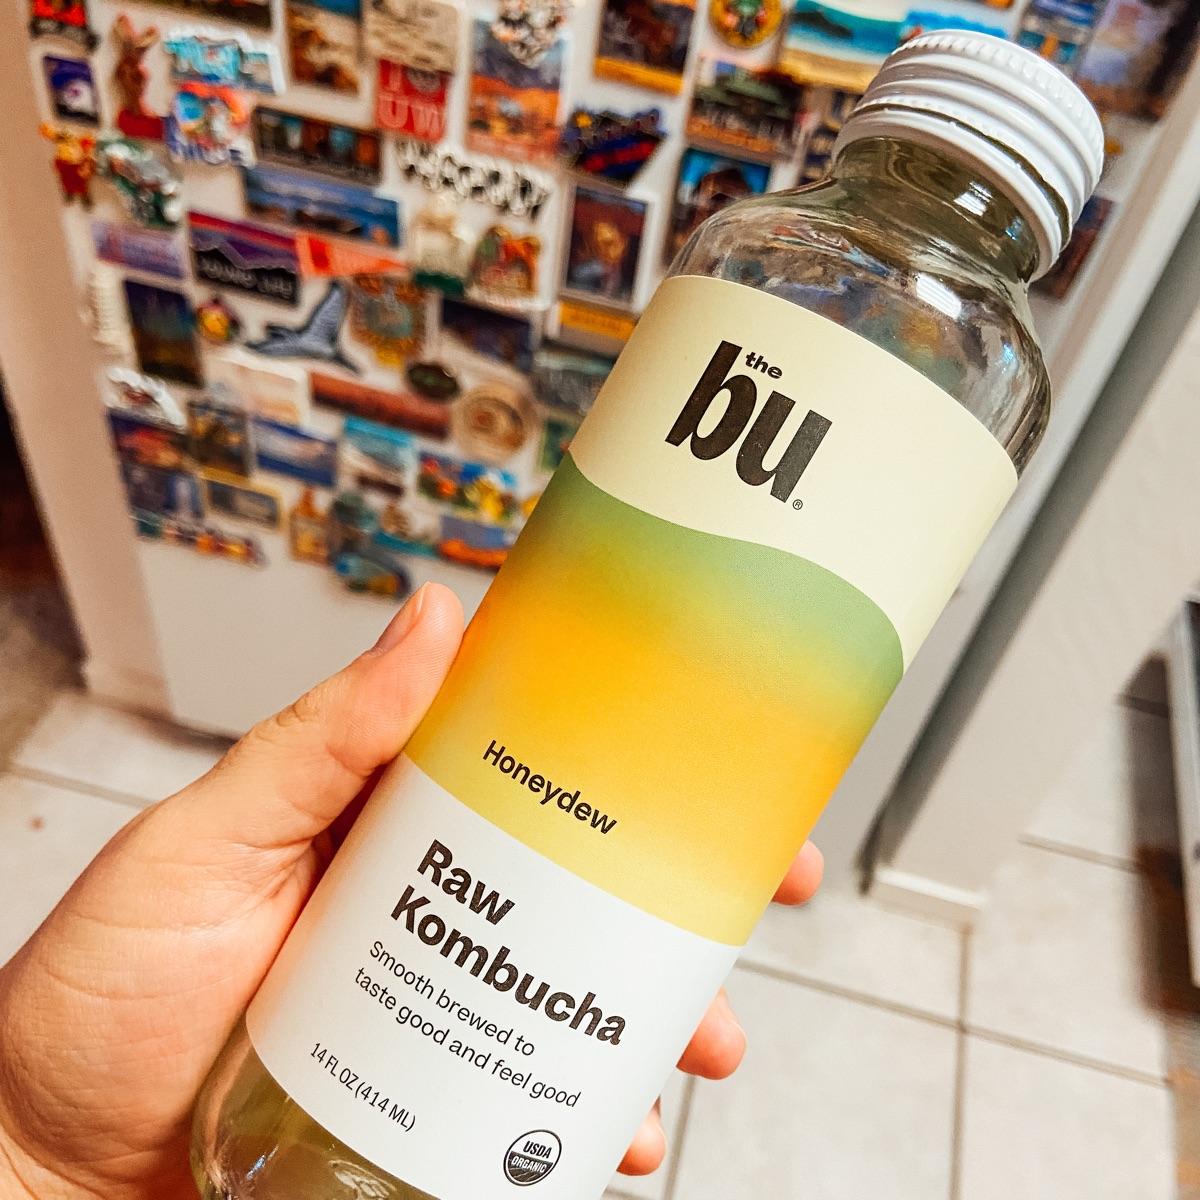 the
bu®
Honeydew
Raw
Kombucha
Smooth brewed to
taste good and feel good
14 FL OZ (414 ML)
USDA
ORGANIC